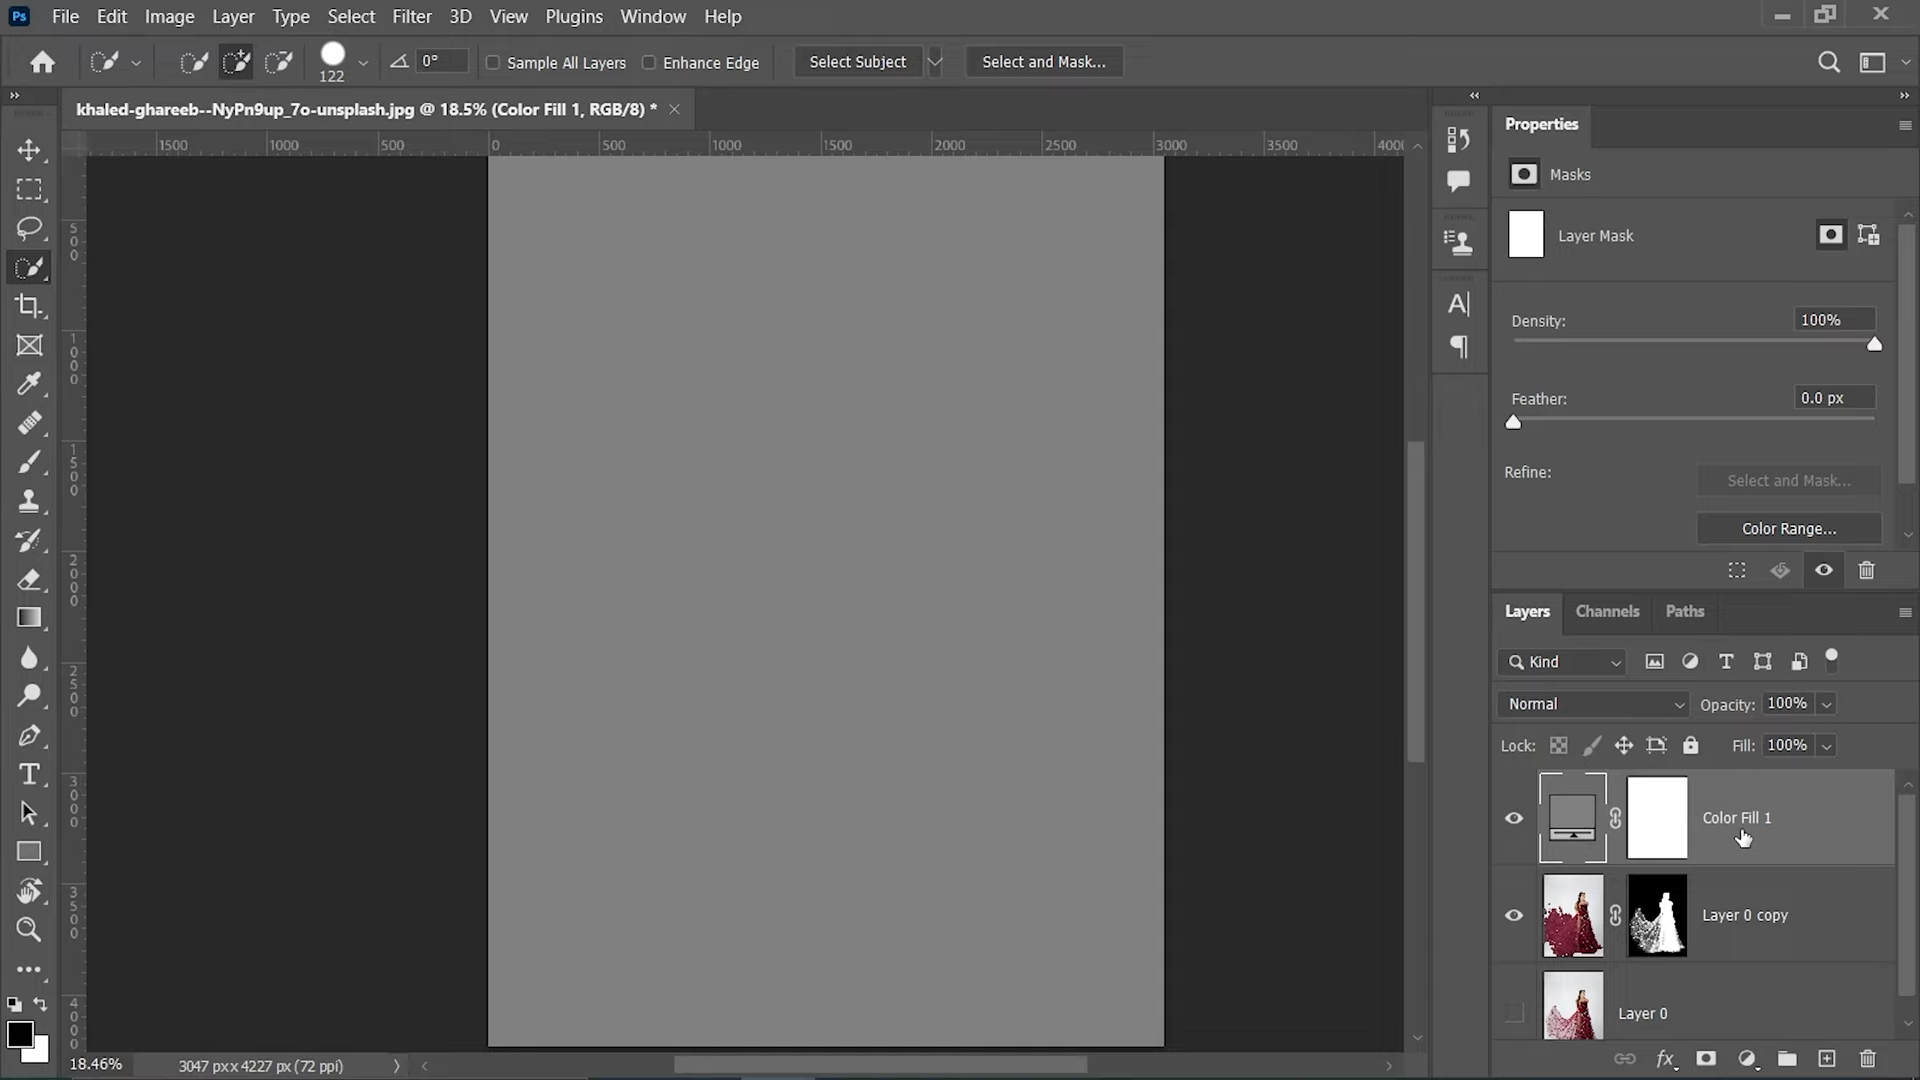 Ps File Edit Image Layer Type Select Filter 3D View Plugins Window Help
122 0° Sample All Layers Enhance Edge Select Subject Select and Mask...
khaled-ghareeb--NyPn9up_7o-unsplash.jpg @ 18.5% (Color Fill 1, RGB/8) *
1500 1000 500 0 500 1000 1500 2000 2500 3000 3500 4000
500
1000
1500
2000
2500
3000
3500
4000
Properties
Masks
Layer Mask
Density: 100%
Feather: 0.0 px
Refine: Select and Mask...
Color Range...
Layers Channels Paths
Kind
Normal Opacity: 100%
Lock: Fill: 100%
Color Fill 1
Layer 0 copy
Layer 0
fx
18.46% 3047 px x 4227 px (72 ppi)